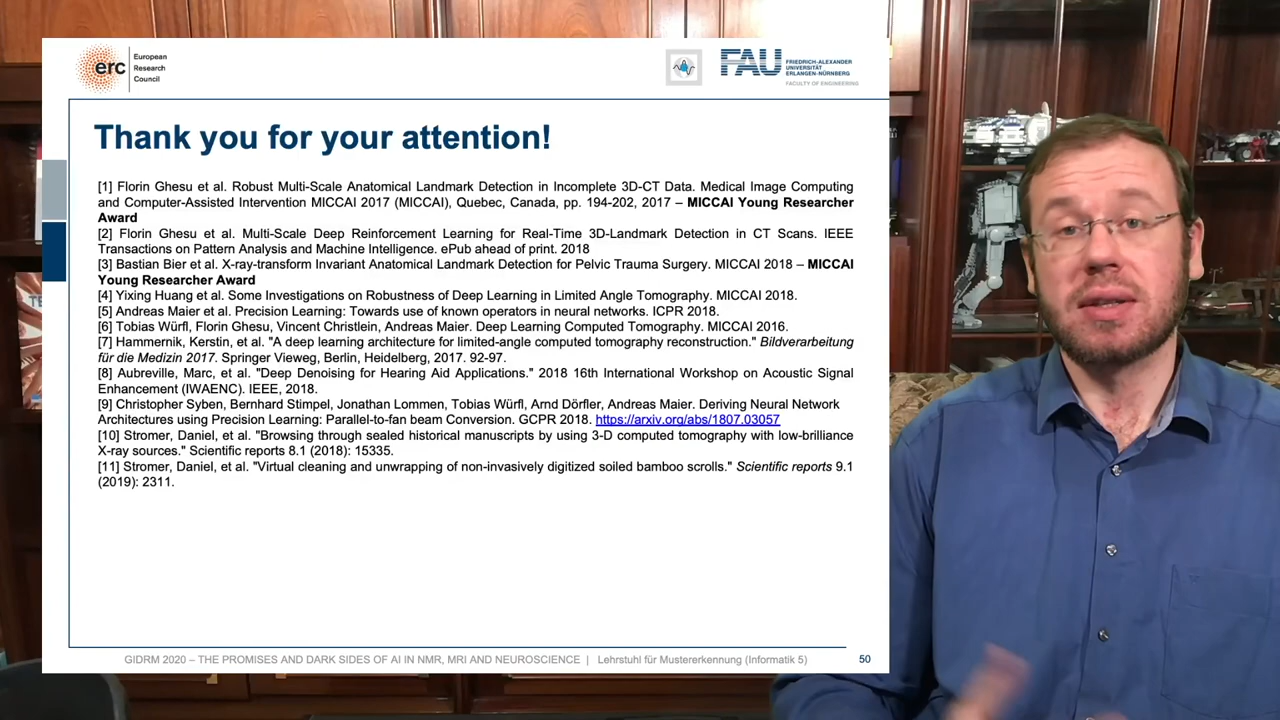 erc
European
Research
Council
FAU
FRIEDRICH-ALEXANDER
UNIVERSITÄT
ERLANGEN-NÜRNBERG
FACULTY OF ENGINEERING
Thank you for your attention!
[1] Florin Ghesu et al. Robust Multi-Scale Anatomical Landmark Detection in Incomplete 3D-CT Data. Medical Image Computing
and Computer-Assisted Intervention MICCAI 2017 (MICCAI), Quebec, Canada, pp. 194-202, 2017 – MICCAI Young Researcher
Award
[2] Florin Ghesu et al. Multi-Scale Deep Reinforcement Learning for Real-Time 3D-Landmark Detection in CT Scans. IEEE
Transactions on Pattern Analysis and Machine Intelligence. ePub ahead of print. 2018
[3] Bastian Bier et al. X-ray-transform Invariant Anatomical Landmark Detection for Pelvic Trauma Surgery. MICCAI 2018 – MICCAI
Young Researcher Award
[4] Yixing Huang et al. Some Investigations on Robustness of Deep Learning in Limited Angle Tomography. MICCAI 2018.
[5] Andreas Maier et al. Precision Learning: Towards use of known operators in neural networks. ICPR 2018.
[6] Tobias Würfl, Florin Ghesu, Vincent Christlein, Andreas Maier. Deep Learning Computed Tomography. MICCAI 2016.
[7] Hammernik, Kerstin, et al. "A deep learning architecture for limited-angle computed tomography reconstruction." Bildverarbeitung
für die Medizin 2017. Springer Vieweg, Berlin, Heidelberg, 2017. 92-97.
[8] Aubreville, Marc, et al. "Deep Denoising for Hearing Aid Applications." 2018 16th International Workshop on Acoustic Signal
Enhancement (IWAENC). IEEE, 2018.
[9] Christopher Syben, Bernhard Stimpel, Jonathan Lommen, Tobias Würfl, Arnd Dörfler, Andreas Maier. Deriving Neural Network
Architectures using Precision Learning: Parallel-to-fan beam Conversion. GCPR 2018. https://arxiv.org/abs/1807.03057
[10] Stromer, Daniel, et al. "Browsing through sealed historical manuscripts by using 3-D computed tomography with low-brilliance
X-ray sources." Scientific reports 8.1 (2018): 15335.
[11] Stromer, Daniel, et al. "Virtual cleaning and unwrapping of non-invasively digitized soiled bamboo scrolls." Scientific reports 9.1
(2019): 2311.
GIDRM 2020 – THE PROMISES AND DARK SIDES OF AI IN NMR, MRI AND NEUROSCIENCE | Lehrstuhl für Mustererkennung (Informatik 5)
50